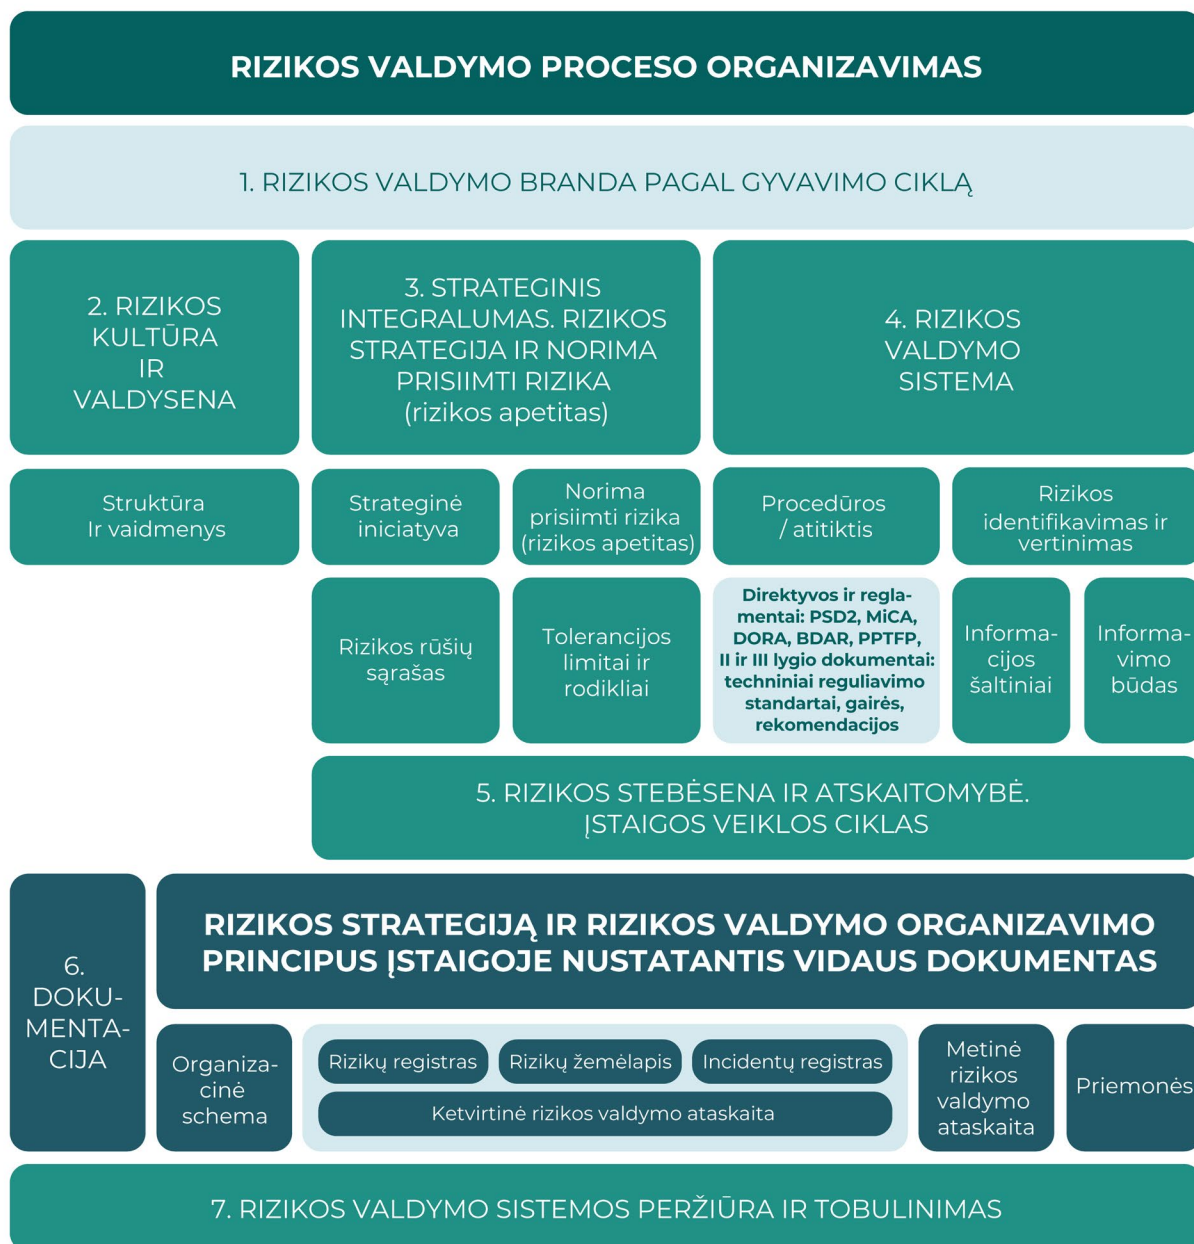 RIZIKOS VALDYMO PROCESO ORGANIZAVIMAS
1. RIZIKOS VALDYMO BRANDA PAGAL GYVAVIMO CIKLĄ
2. RIZIKOS
KULTŪRA
IR
VALDYSENA
3. STRATEGINIS
INTEGRALUMAS. RIZIKOS
STRATEGIJA IR NORIMA
PRISIIMTI RIZIKA
(rizikos apetitas)
4. RIZIKOS
VALDYMO
SISTEMA
Struktūra
Ir vaidmenys
Strateginė
iniciatyva
Norima
prisiimti rizika
(rizikos apetitas)
Procedūros
/ atitiktis
Rizikos
identifikavimas ir
vertinimas
Rizikos rūšių
sąrašas
Tolerancijos
limitai ir
rodikliai
Direktyvos ir regla-
mentai: PSD2, MiCA,
DORA, BDAR, PPTFP,
II ir III lygio dokumentai:
techniniai reguliavimo
standartai, gairės,
rekomendacijos
Informa-
cijos
šaltiniai
Informa-
vimo
būdas
5. RIZIKOS STEBĖSENA IR ATSKAITOMYBĖ.
ĮSTAIGOS VEIKLOS CIKLAS
6.
DOKU-
MENTA-
CIJA
RIZIKOS STRATEGIJĄ IR RIZIKOS VALDYMO ORGANIZAVIMO
PRINCIPUS ĮSTAIGOJE NUSTATANTIS VIDAUS DOKUMENTAS
Organiza-
cinė
schema
Rizikų registras
Rizikų žemėlapis
Incidentų registras
Ketvirtinė rizikos valdymo ataskaita
Metinė
rizikos
valdymo
ataskaita
Priemonės
7. RIZIKOS VALDYMO SISTEMOS PERŽIŪRA IR TOBULINIMAS